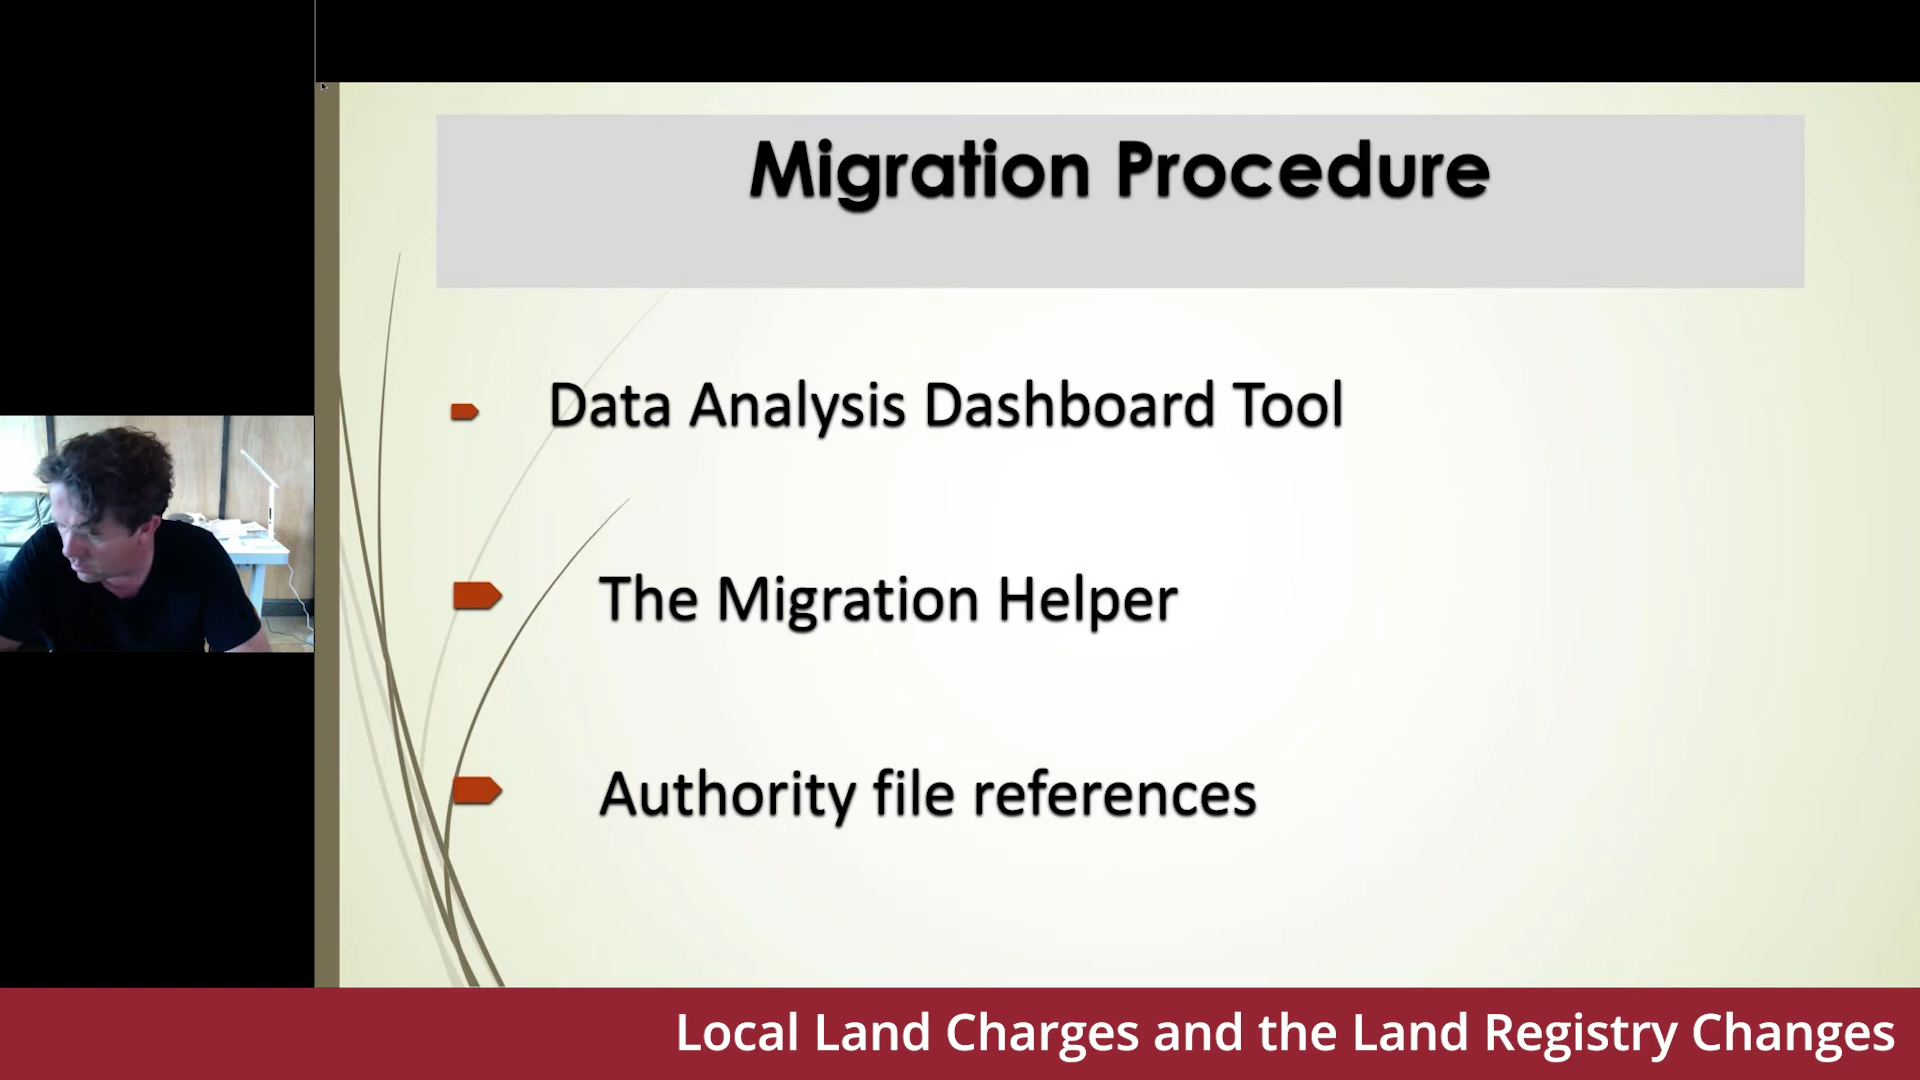 Migration Procedure
Data Analysis Dashboard Tool
The Migration Helper
Authority file references
Local Land Charges and the Land Registry Changes